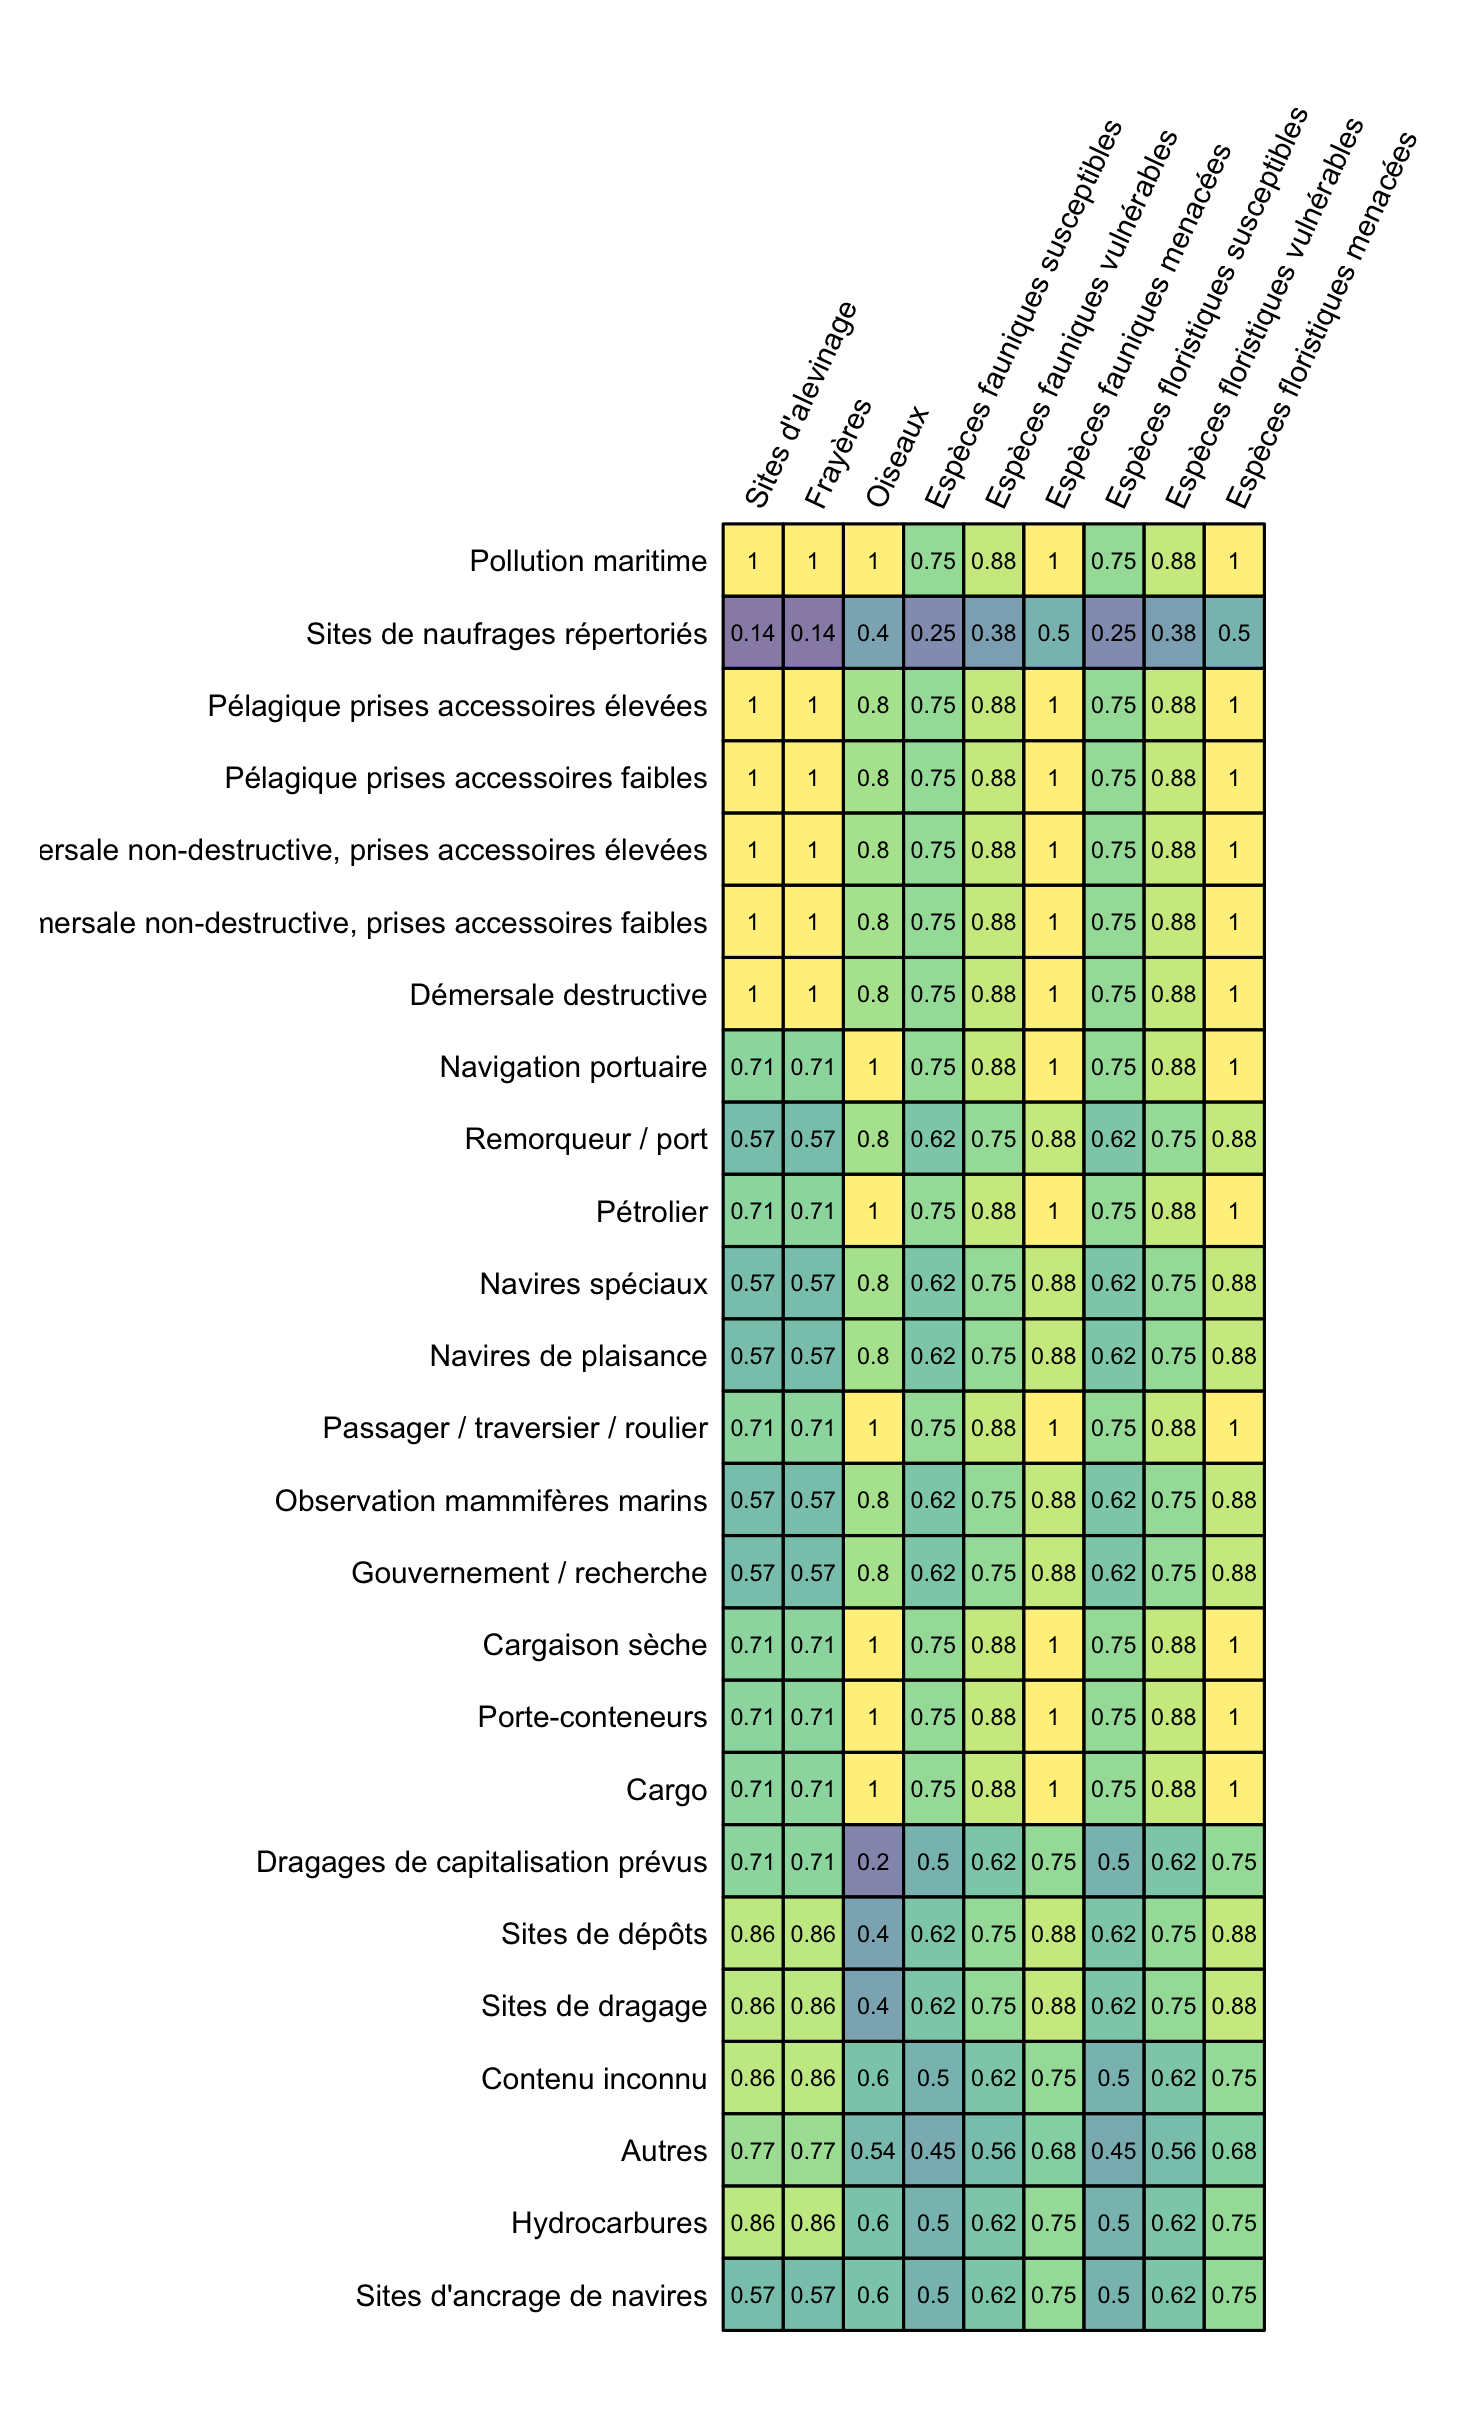 Sites d'alevinage
Frayères
Oiseaux
Espèces fauniques susceptibles
Espèces fauniques vulnérables
Espèces fauniques menacées
Espèces floristiques susceptibles
Espèces floristiques vulnérables
Espèces floristiques menacées
Pollution maritime 1 1 1 0.75 0.88 1 0.75 0.88 1
Sites de naufrages répertoriés 0.14 0.14 0.4 0.25 0.38 0.5 0.25 0.38 0.5
Pélagique prises accessoires élevées 1 1 0.8 0.75 0.88 1 0.75 0.88 1
Pélagique prises accessoires faibles 1 1 0.8 0.75 0.88 1 0.75 0.88 1
ersale non-destructive, prises accessoires élevées 1 1 0.8 0.75 0.88 1 0.75 0.88 1
mersale non-destructive, prises accessoires faibles 1 1 0.8 0.75 0.88 1 0.75 0.88 1
Démersale destructive 1 1 0.8 0.75 0.88 1 0.75 0.88 1
Navigation portuaire 0.71 0.71 1 0.75 0.88 1 0.75 0.88 1
Remorqueur / port 0.57 0.57 0.8 0.62 0.75 0.88 0.62 0.75 0.88
Pétrolier 0.71 0.71 1 0.75 0.88 1 0.75 0.88 1
Navires spéciaux 0.57 0.57 0.8 0.62 0.75 0.88 0.62 0.75 0.88
Navires de plaisance 0.57 0.57 0.8 0.62 0.75 0.88 0.62 0.75 0.88
Passager / traversier / roulier 0.71 0.71 1 0.75 0.88 1 0.75 0.88 1
Observation mammifères marins 0.57 0.57 0.8 0.62 0.75 0.88 0.62 0.75 0.88
Gouvernement / recherche 0.57 0.57 0.8 0.62 0.75 0.88 0.62 0.75 0.88
Cargaison sèche 0.71 0.71 1 0.75 0.88 1 0.75 0.88 1
Porte-conteneurs 0.71 0.71 1 0.75 0.88 1 0.75 0.88 1
Cargo 0.71 0.71 1 0.75 0.88 1 0.75 0.88 1
Dragages de capitalisation prévus 0.71 0.71 0.2 0.5 0.62 0.75 0.5 0.62 0.75
Sites de dépôts 0.86 0.86 0.4 0.62 0.75 0.88 0.62 0.75 0.88
Sites de dragage 0.86 0.86 0.4 0.62 0.75 0.88 0.62 0.75 0.88
Contenu inconnu 0.86 0.86 0.6 0.5 0.62 0.75 0.5 0.62 0.75
Autres 0.77 0.77 0.54 0.45 0.56 0.68 0.45 0.56 0.68
Hydrocarbures 0.86 0.86 0.6 0.5 0.62 0.75 0.5 0.62 0.75
Sites d'ancrage de navires 0.57 0.57 0.6 0.5 0.62 0.75 0.5 0.62 0.75